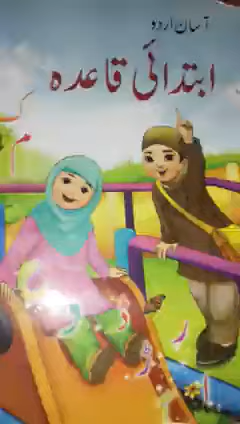 آسان اردو
ابتدائی قاعدہ
ک
م
د
و
ر
ا